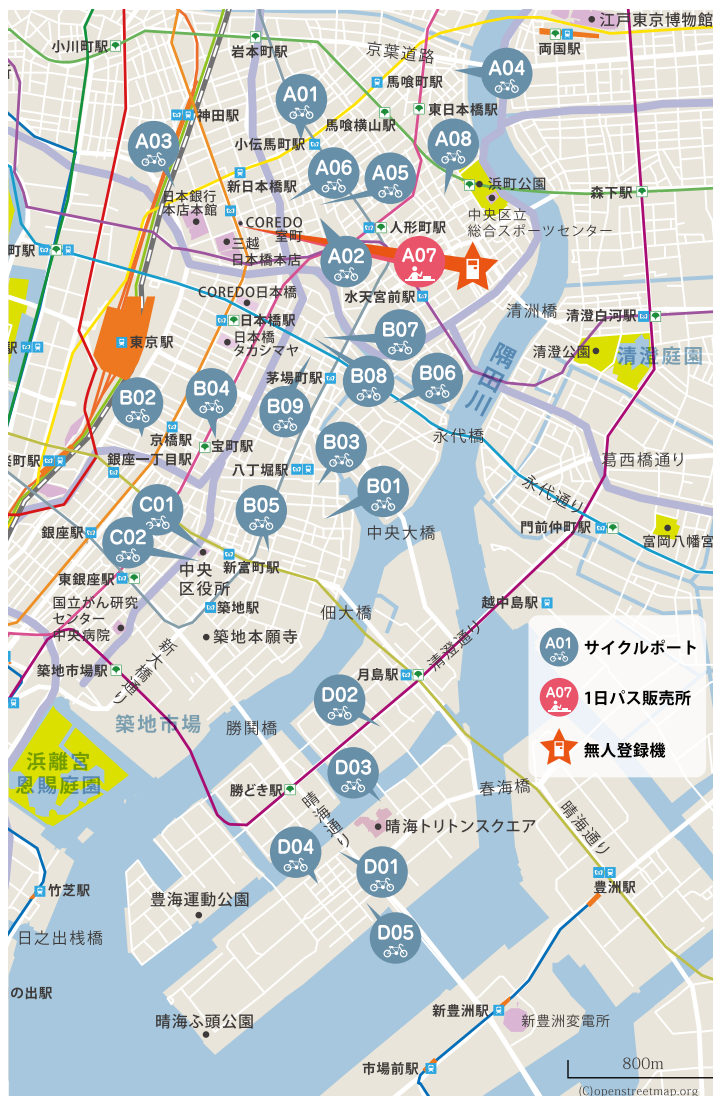 小川町駅
岩本町駅
京葉道路
両国駅
江戸東京博物館
A04
馬喰町駅
A01
神田駅
馬喰横山駅
東日本橋駅
A03
小伝馬町駅
A08
A06
A05
新日本橋駅
浜町公園
森下駅
日本銀行
本店本館
中央区立
総合スポーツセンター
COREDO
室町
人形町駅
三越
日本橋本店
町駅
A02
A07
水天宮前駅
COREDO日本橋
清洲橋
清澄白河駅
日本橋駅
日本橋
タカシマヤ
B07
隅田川
清澄公園
清澄庭園
駅
東京駅
茅場町駅
B08
B06
B02
B04
B09
京橋駅
宝町駅
永代橋
B03
楽町駅
銀座一丁目駅
八丁堀駅
葛西橋通り
永代通り
C01
B05
B01
銀座駅
C02
中央大橋
門前仲町駅
富岡八幡宮
中央
区役所
新富町駅
東銀座駅
国立がん研究
センター
中央病院
築地駅
佃大橋
越中島駅
築地本願寺
新大橋通り
清澄通り
A01
サイクルポート
築地市場駅
月島駅
A07
1日パス販売所
D02
築地市場
勝鬨橋
無人登録機
浜離宮
恩賜庭園
D03
勝どき駅
春海橋
晴海通り
晴海トリトンスクエア
晴海通り
D04
D01
竹芝駅
豊洲駅
豊海運動公園
D05
日之出桟橋
の出駅
晴海ふ頭公園
新豊洲駅
新豊洲変電所
市場前駅
800m
(C)openstreetmap.org